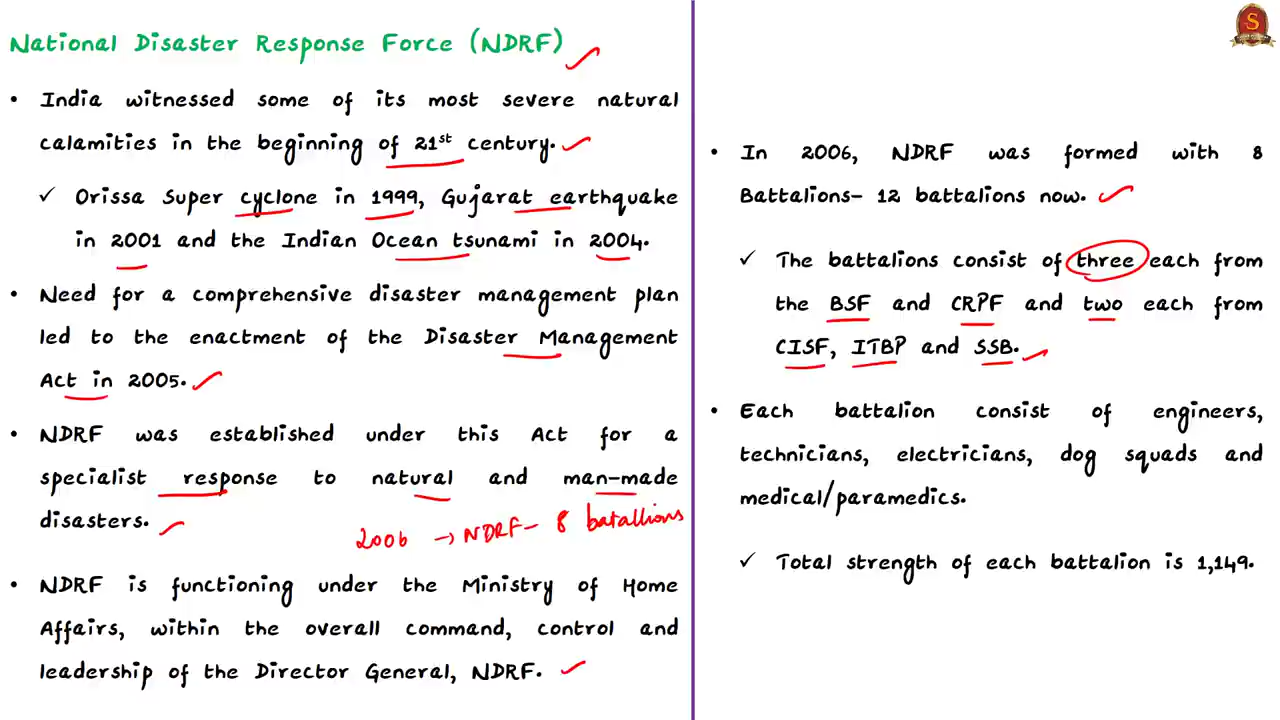 National Disaster Response Force (NDRF)
• India witnessed some of its most severe natural
calamities in the beginning of 21st century.
✓ Orissa Super cyclone in 1999, Gujarat earthquake
in 2001 and the Indian Ocean tsunami in 2004.
• Need for a comprehensive disaster management plan
led to the enactment of the Disaster Management
Act in 2005.
• NDRF was established under this Act for a
specialist response to natural and man-made
disasters.
2006 → NDRF- 8 batallions
• NDRF is functioning under the Ministry of Home
Affairs, within the overall command, control and
leadership of the Director General, NDRF.
• In 2006, NDRF was formed with 8
Battalions- 12 battalions now.
✓ The battalions consist of three each from
the BSF and CRPF and two each from
CISF, ITBP and SSB.
• Each battalion consist of engineers,
technicians, electricians, dog squads and
medical/paramedics.
✓ Total strength of each battalion is 1,149.
S